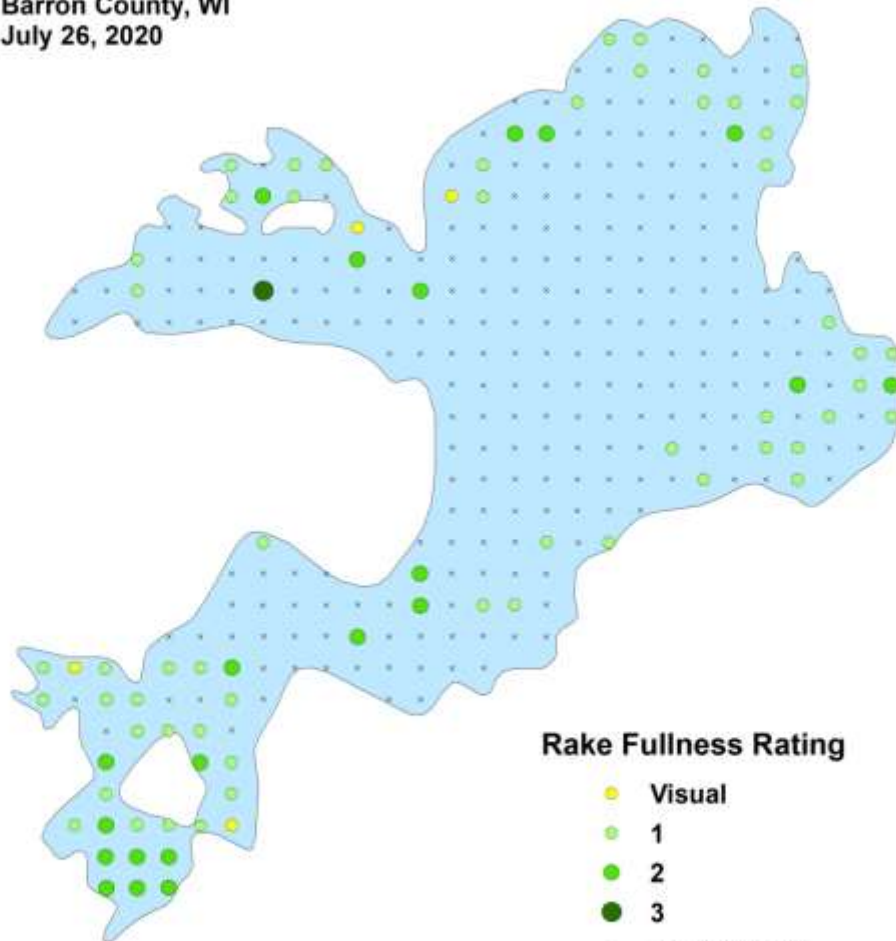 Barron County, WI
July 26, 2020
Rake Fullness Rating
Visual
1
2
3